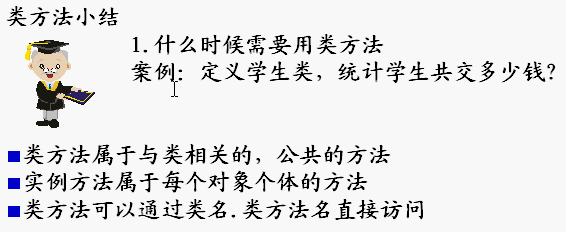 类方法小结
1.什么时候需要用类方法
案例：定义学生类，统计学生共交多少钱？
类方法属于与类相关的，公共的方法
实例方法属于每个对象个体的方法
类方法可以通过类名.类方法名直接访问